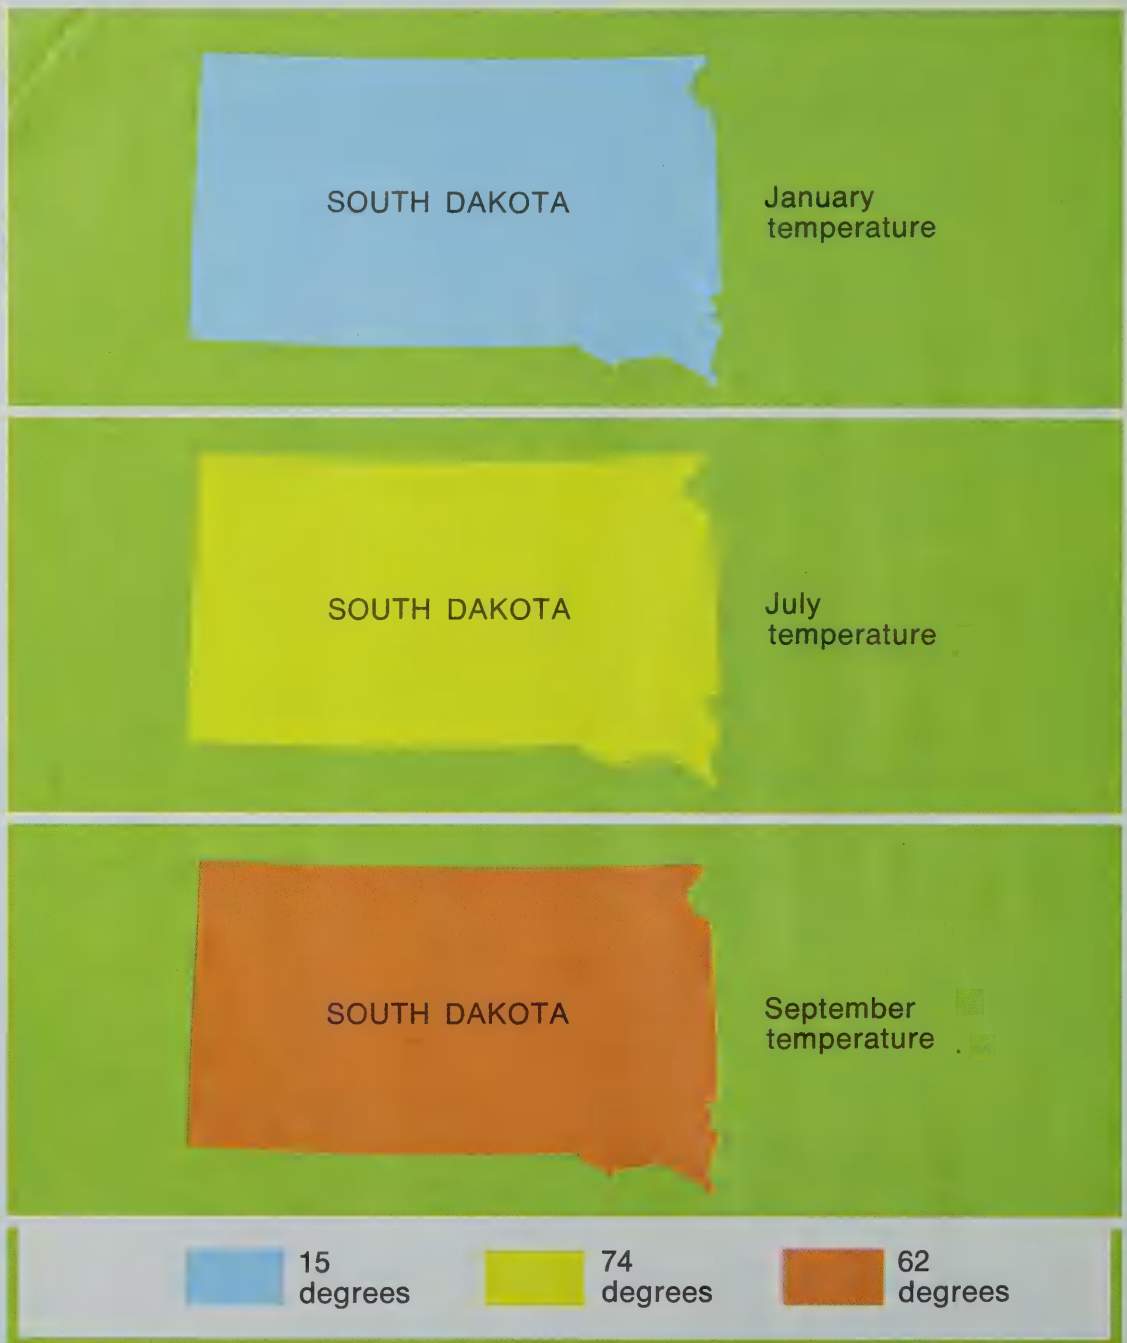 SOUTH DAKOTA
January
temperature
SOUTH DAKOTA
July
temperature
SOUTH DAKOTA
September
temperature
15
degrees
74
degrees
62
degrees